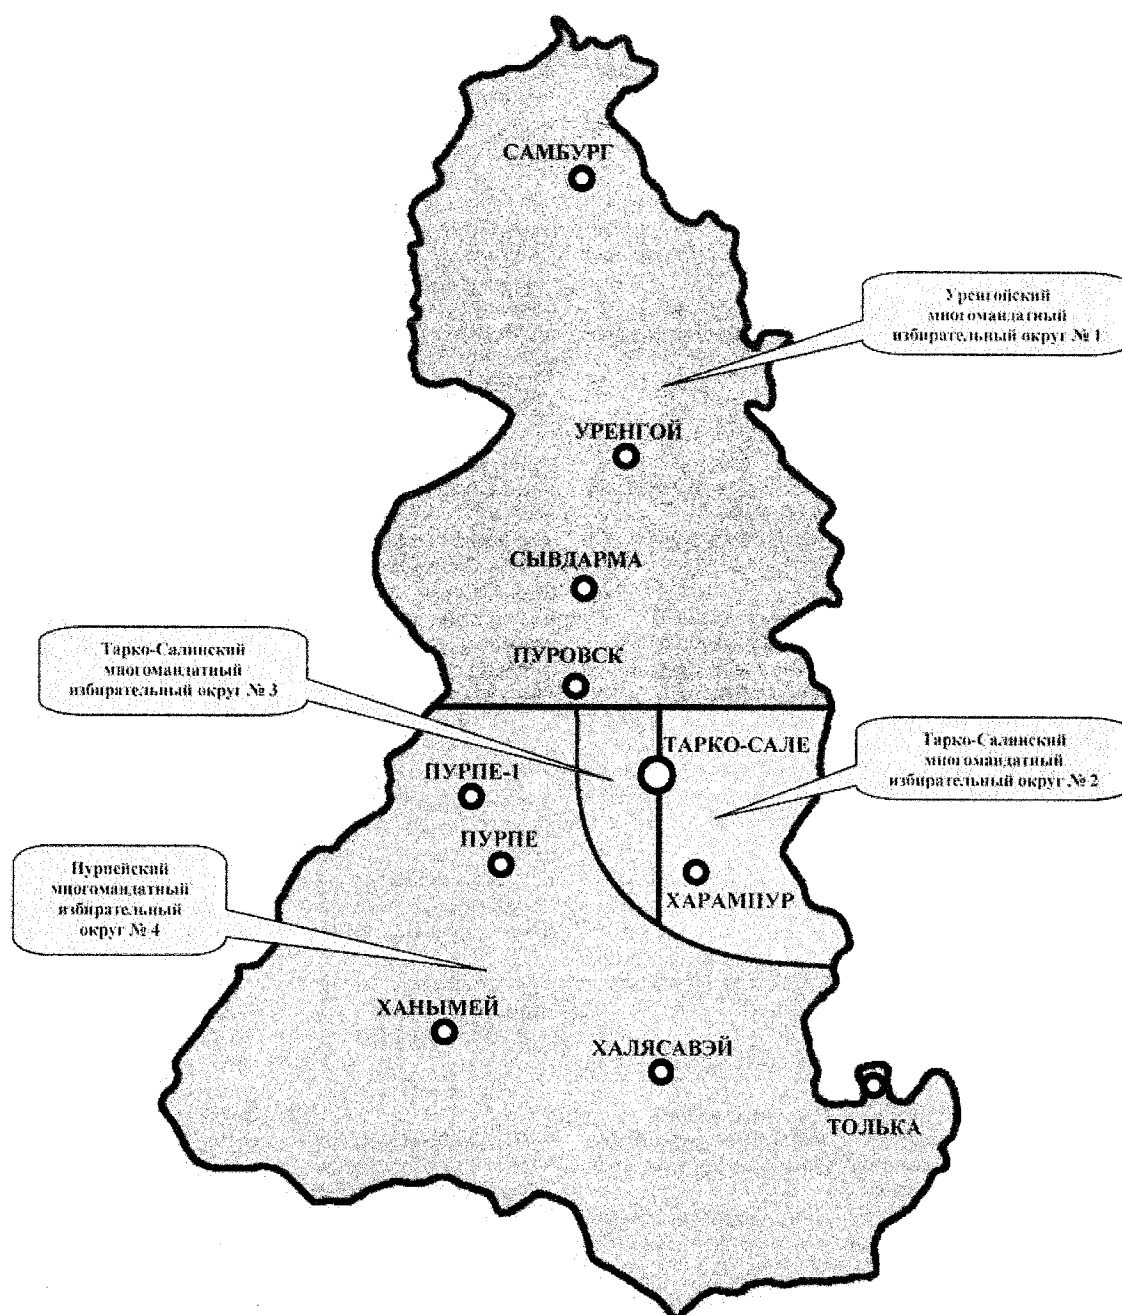 САМБУРГ
Уренгойский
многомандатный
избирательный округ № 1
УРЕНГОЙ
СЫВДАРМА
Тарко-Салинский
многомандатный
избирательный округ № 3
ПУРОВСК
ТАРКО-САЛЕ
Тарко-Салинский
многомандатный
избирательный округ № 2
ПУРПЕ-1
ПУРПЕ
Пурпейский
многомандатный
избирательный
округ № 4
ХАРАМПУР
ХАНЫМЕЙ
ХАЛЯСАВЭЙ
ТОЛЬКА